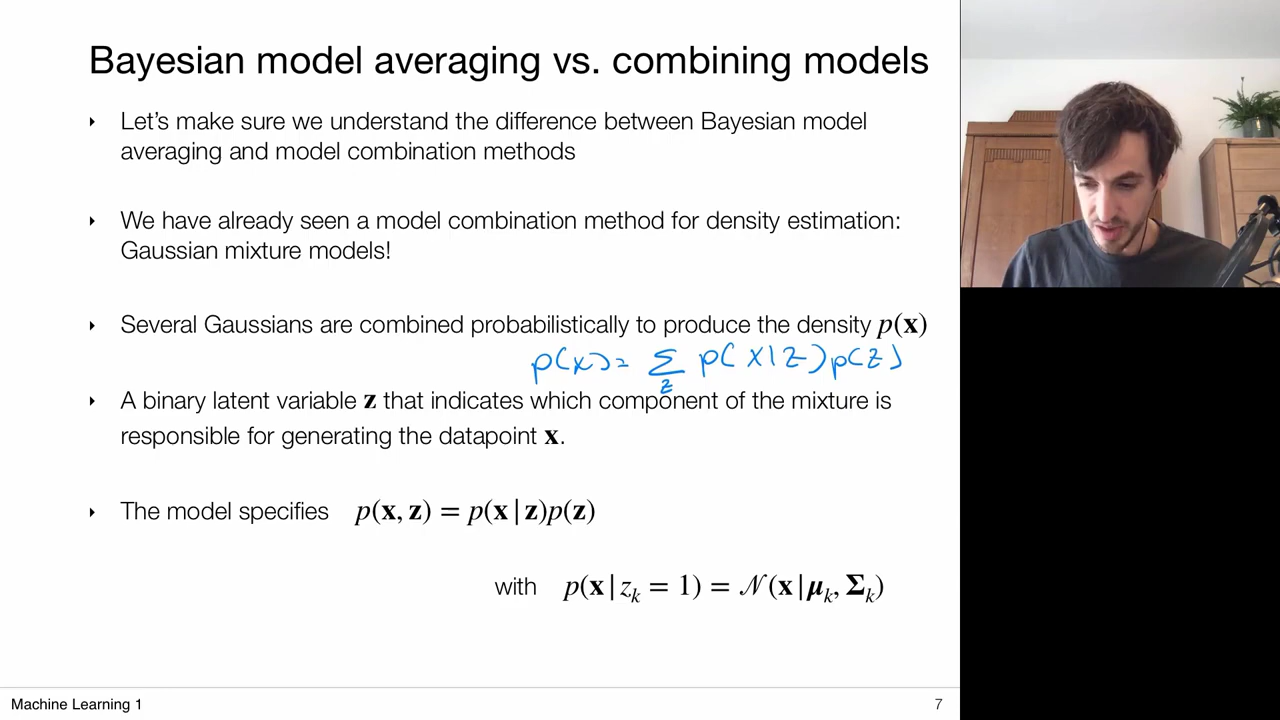 Bayesian model averaging vs. combining models
‣ Let's make sure we understand the difference between Bayesian model
averaging and model combination methods
‣ We have already seen a model combination method for density estimation:
Gaussian mixture models!
‣ Several Gaussians are combined probabilistically to produce the density p(x)
p(x) = Σ_z p(x|z)p(z)
‣ A binary latent variable z that indicates which component of the mixture is
responsible for generating the datapoint x.
‣ The model specifies p(x, z) = p(x|z)p(z)
with p(x|z_k = 1) = 𝒩(x|μ_k, Σ_k)
Machine Learning 1 7